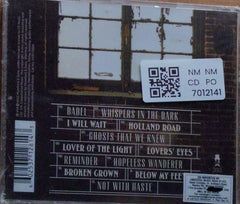 NM NM
CD PO
7012141
BABEL WHISPERS IN THE DARK
I WILL WAIT HOLLAND ROAD
GHOSTS THAT WE KNEW
LOVER OF THE LIGHT LOVERS' EYES
REMINDER HOPELESS WANDERER
BROKEN CROWN BELOW MY FEET
NOT WITH HASTE